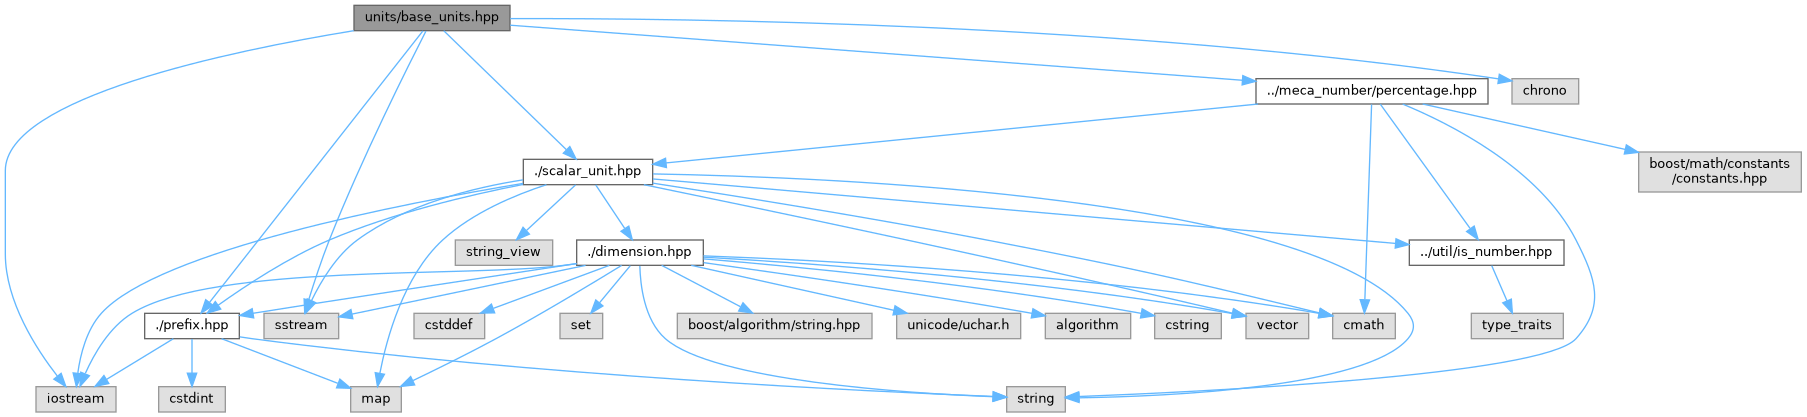 units/base_units.hpp
../meca_number/percentage.hpp
chrono
./scalar_unit.hpp
boost/math/constants
/constants.hpp
string_view
./dimension.hpp
../util/is_number.hpp
./prefix.hpp
sstream
cstddef
set
boost/algorithm/string.hpp
unicode/uchar.h
algorithm
cstring
vector
cmath
type_traits
iostream
cstdint
map
string